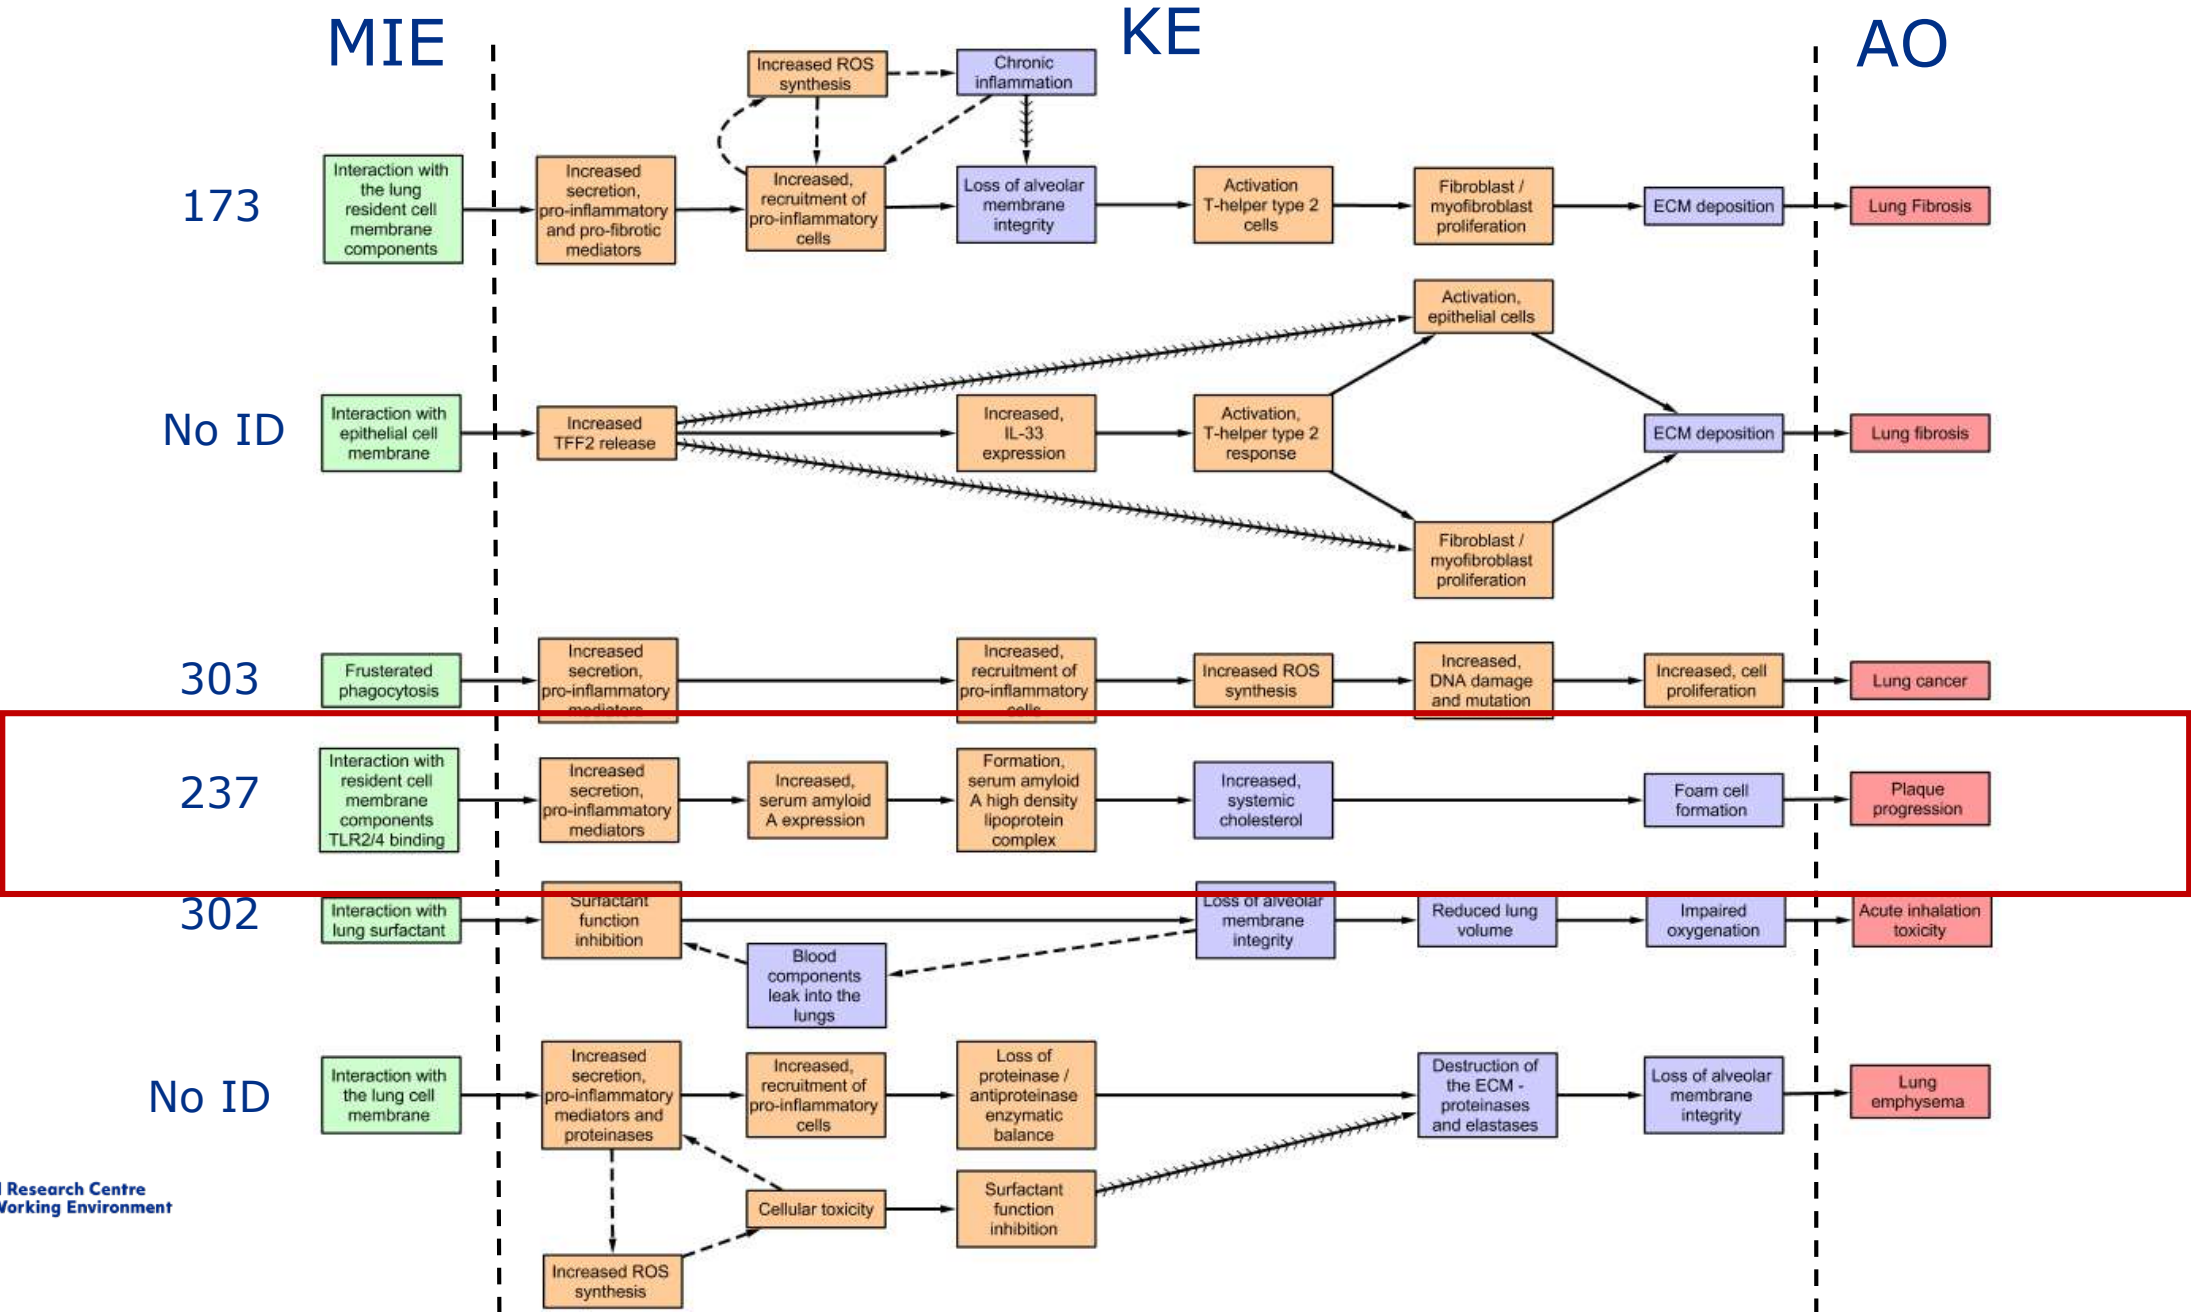 MIE
KE
AO
Increased ROS
synthesis
Chronic
inflammation
173
Interaction with
the lung
resident cell
membrane
components
Increased
secretion,
pro-inflammatory
and pro-fibrotic
mediators
Increased,
recruitment of
pro-inflammatory
cells
Loss of alveolar
membrane
integrity
Activation
T-helper type 2
cells
Fibroblast /
myofibroblast
proliferation
ECM deposition
Lung Fibrosis
No ID
Interaction with
epithelial cell
membrane
Increased
TFF2 release
Increased,
IL-33
expression
Activation,
T-helper type 2
response
Activation,
epithelial cells
Fibroblast /
myofibroblast
proliferation
ECM deposition
Lung fibrosis
303
Frusterated
phagocytosis
Increased
secretion,
pro-inflammatory
mediators
Increased,
recruitment of
pro-inflammatory
cells
Increased ROS
synthesis
Increased,
DNA damage
and mutation
Increased, cell
proliferation
Lung cancer
237
Interaction with
resident cell
membrane
components
TLR2/4 binding
Increased
secretion,
pro-inflammatory
mediators
Increased,
serum amyloid
A expression
Formation,
serum amyloid
A high density
lipoprotein
complex
Increased,
systemic
cholesterol
Foam cell
formation
Plaque
progression
302
Interaction with
lung surfactant
Surfactant
function
inhibition
Blood
components
leak into the
lungs
Loss of alveolar
membrane
integrity
Reduced lung
volume
Impaired
oxygenation
Acute inhalation
toxicity
No ID
Interaction with
the lung cell
membrane
Increased
secretion,
pro-inflammatory
mediators and
proteinases
Increased,
recruitment of
pro-inflammatory
cells
Loss of
proteinase /
antiproteinase
enzymatic
balance
Destruction of
the ECM -
proteinases
and elastases
Loss of alveolar
membrane
integrity
Lung
emphysema
Cellular toxicity
Surfactant
function
inhibition
Increased ROS
synthesis
Research Centre
Working Environment